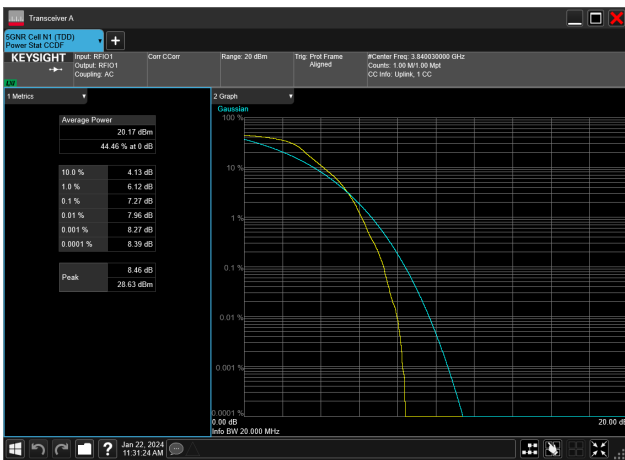 Transceiver A
5GNR Cell N1 (TDD)
Power Stat CCDF
KEYSIGHT
Input: RFIO1
Output: RFIO1
Coupling: AC
Corr CCorr
Range: 20 dBm
Trig: Prot Frame
Aligned
#Center Freq: 3.840030000 GHz
Counts: 1.00 M/1.00 Mpt
CC Info: Uplink, 1 CC
LV
1 Metrics
Average Power
20.17 dBm
44.46 % at 0 dB
10.0 % 4.13 dB
1.0 % 6.12 dB
0.1 % 7.27 dB
0.01 % 7.96 dB
0.001 % 8.27 dB
0.0001 % 8.39 dB
Peak 8.46 dB
28.63 dBm
2 Graph
Gaussian
100 %
10 %
1 %
0.1 %
0.01 %
0.001 %
0.0001 %
0.00 dB
20.00 dB
Info BW 20.000 MHz
?
Jan 22, 2024
11:31:24 AM